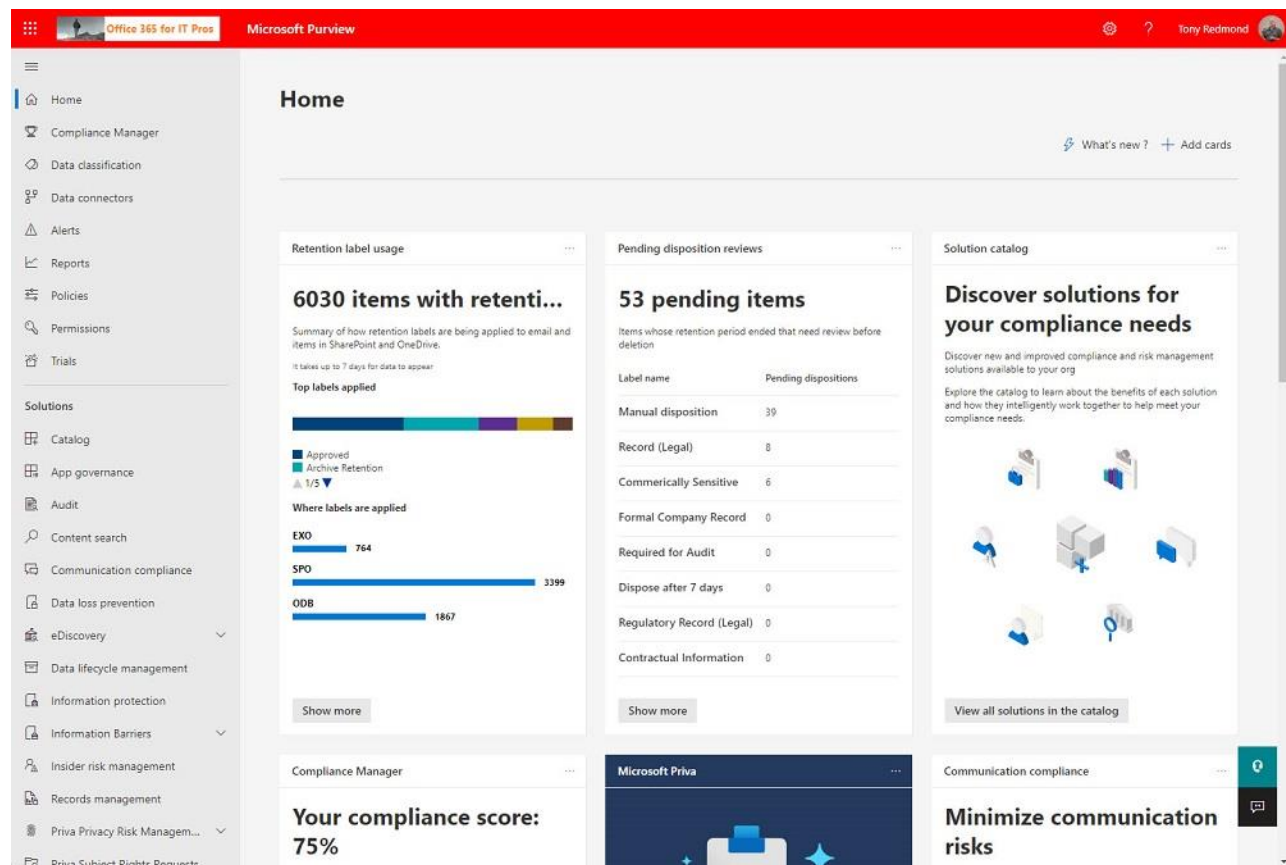 Office 365 for IT Pros
Microsoft Purview
?
Tony Redmond
Home
Compliance Manager
Data classification
Data connectors
Alerts
Reports
Policies
Permissions
Trials
Solutions
Catalog
App governance
Audit
Content search
Communication compliance
Data loss prevention
eDiscovery
Data lifecycle management
Information protection
Information Barriers
Insider risk management
Records management
Priva Privacy Risk Managem...
Priva Subject Rights Requests
Home
What's new ?
Add cards
Retention label usage
6030 items with retenti...
Summary of how retention labels are being applied to email and
items in SharePoint and OneDrive.
It takes up to 7 days for data to appear
Top labels applied
Approved
Archive Retention
1/5
Where labels are applied
EXO
764
SPO
3399
ODB
1867
Show more
Pending disposition reviews
53 pending items
Items whose retention period ended that need review before
deletion
Label name Pending dispositions
Manual disposition 39
Record (Legal) 8
Commerically Sensitive 6
Formal Company Record 0
Required for Audit 0
Dispose after 7 days 0
Regulatory Record (Legal) 0
Contractual Information 0
Show more
Solution catalog
Discover solutions for
your compliance needs
Discover new and improved compliance and risk management
solutions available to your org
Explore the catalog to learn about the benefits of each solution
and how they intelligently work together to help meet your
compliance needs.
View all solutions in the catalog
Compliance Manager
Your compliance score:
75%
Microsoft Priva
Communication compliance
Minimize communication
risks